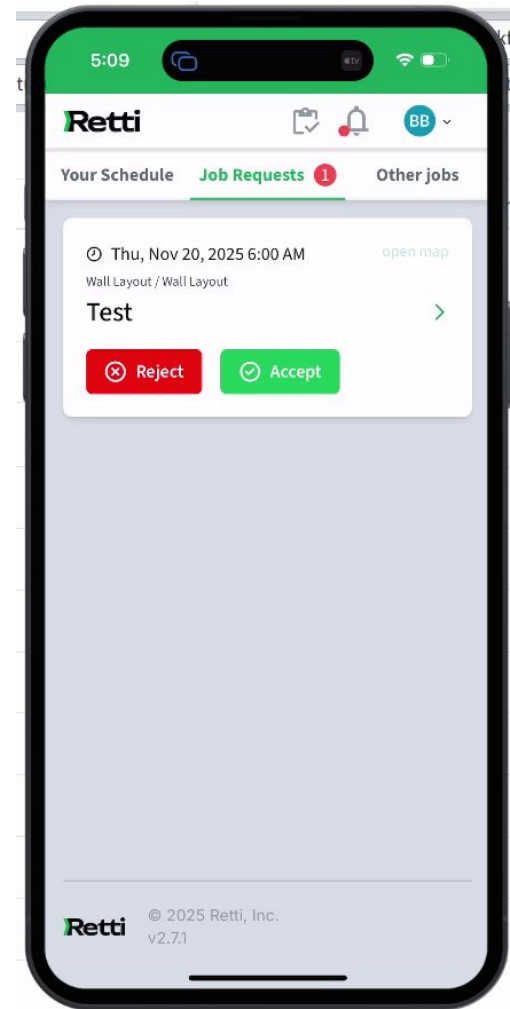 5:09
tv
Retti
BB
Your Schedule Job Requests 1 Other jobs
Thu, Nov 20, 2025 6:00 AM open map
Wall Layout / Wall Layout
Test
Reject Accept
Retti
© 2025 Retti, Inc.
v2.7.1